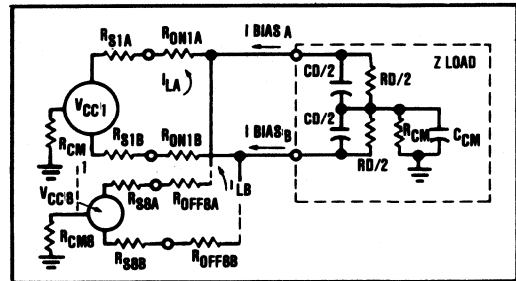 RS1A RON1A I BIAS A
CD/2 RD/2 Z LOAD
ILA
VCC1
CD/2 RCM CCM
RCM RS1B RON1B I BIAS B
RD/2
1
VCC8 RS8A ROFF8A ILB
RCM8
RS8B ROFF8B